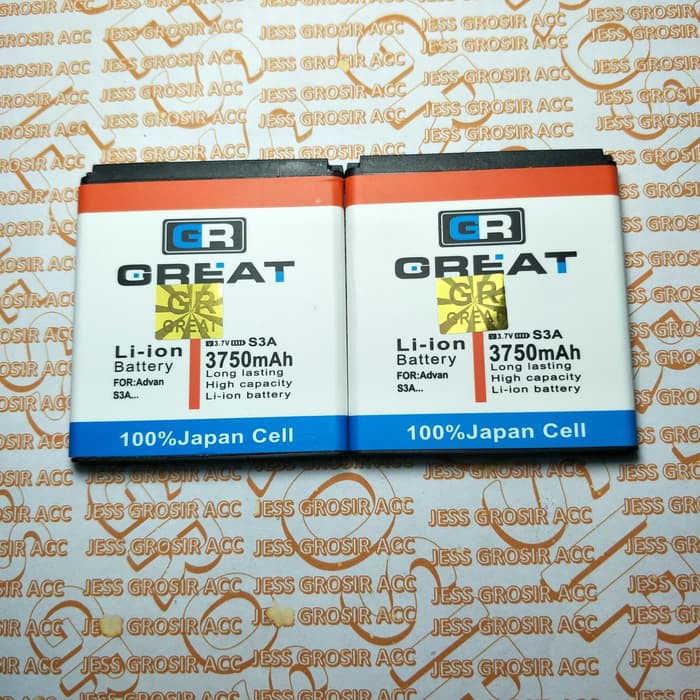 GR
GREAT
GR
GREAT
3.7V S3A
Li-ion
Battery
FOR:Advan
S3A...
3750mAh
Long lasting
High capacity
Li-ion battery
100%Japan Cell
GR
GREAT
GR
GREAT
3.7V S3A
Li-ion
Battery
FOR:Advan
S3A...
3750mAh
Long lasting
High capacity
Li-ion battery
100%Japan Cell
JESS GROSIR ACC